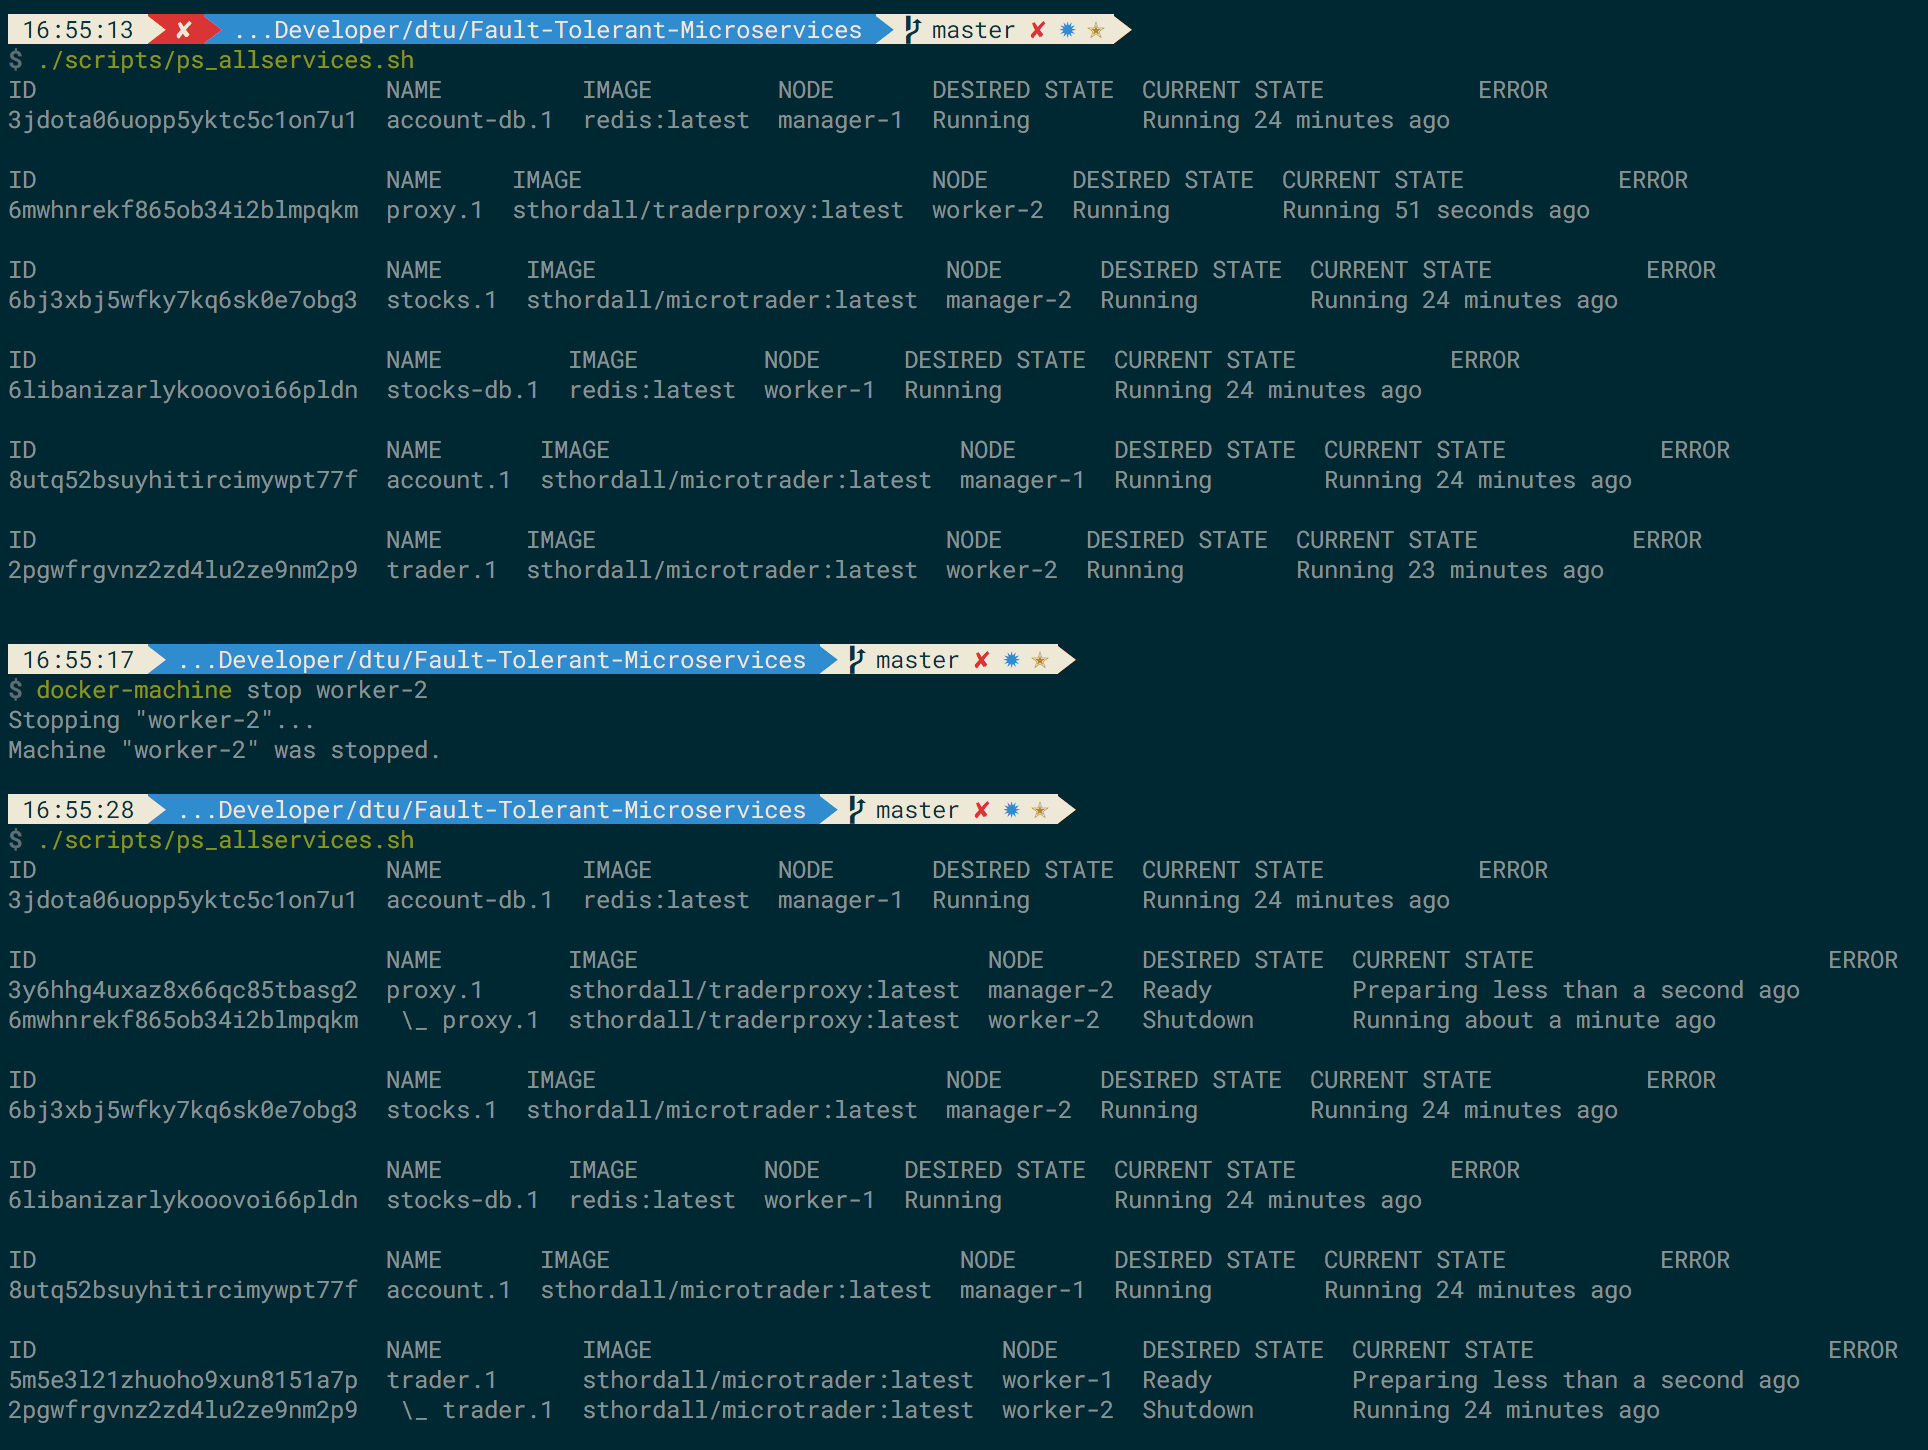 16:55:13 ✘ ...Developer/dtu/Fault-Tolerant-Microservices master ✘ ✹ ✭
$ ./scripts/ps_allservices.sh
ID NAME IMAGE NODE DESIRED STATE CURRENT STATE ERROR
3jdota06uopp5yktc5c1on7u1 account-db.1 redis:latest manager-1 Running Running 24 minutes ago
ID NAME IMAGE NODE DESIRED STATE CURRENT STATE ERROR
6mwhnrekf865ob34i2blmpqkm proxy.1 sthordall/traderproxy:latest worker-2 Running Running 51 seconds ago
ID NAME IMAGE NODE DESIRED STATE CURRENT STATE ERROR
6bj3xbj5wfky7kq6sk0e7obg3 stocks.1 sthordall/microtrader:latest manager-2 Running Running 24 minutes ago
ID NAME IMAGE NODE DESIRED STATE CURRENT STATE ERROR
6libanizarlykooovoi66pldn stocks-db.1 redis:latest worker-1 Running Running 24 minutes ago
ID NAME IMAGE NODE DESIRED STATE CURRENT STATE ERROR
8utq52bsuyhitircimywpt77f account.1 sthordall/microtrader:latest manager-1 Running Running 24 minutes ago
ID NAME IMAGE NODE DESIRED STATE CURRENT STATE ERROR
2pgwfrgvnz2zd4lu2ze9nm2p9 trader.1 sthordall/microtrader:latest worker-2 Running Running 23 minutes ago
16:55:17 ...Developer/dtu/Fault-Tolerant-Microservices master ✘ ✹ ✭
$ docker-machine stop worker-2
Stopping "worker-2"...
Machine "worker-2" was stopped.
16:55:28 ...Developer/dtu/Fault-Tolerant-Microservices master ✘ ✹ ✭
$ ./scripts/ps_allservices.sh
ID NAME IMAGE NODE DESIRED STATE CURRENT STATE ERROR
3jdota06uopp5yktc5c1on7u1 account-db.1 redis:latest manager-1 Running Running 24 minutes ago
ID NAME IMAGE NODE DESIRED STATE CURRENT STATE ERROR
3y6hhg4uxaz8x66qc85tbasg2 proxy.1 sthordall/traderproxy:latest manager-2 Ready Preparing less than a second ago
6mwhnrekf865ob34i2blmpqkm \_ proxy.1 sthordall/traderproxy:latest worker-2 Shutdown Running about a minute ago
ID NAME IMAGE NODE DESIRED STATE CURRENT STATE ERROR
6bj3xbj5wfky7kq6sk0e7obg3 stocks.1 sthordall/microtrader:latest manager-2 Running Running 24 minutes ago
ID NAME IMAGE NODE DESIRED STATE CURRENT STATE ERROR
6libanizarlykooovoi66pldn stocks-db.1 redis:latest worker-1 Running Running 24 minutes ago
ID NAME IMAGE NODE DESIRED STATE CURRENT STATE ERROR
8utq52bsuyhitircimywpt77f account.1 sthordall/microtrader:latest manager-1 Running Running 24 minutes ago
ID NAME IMAGE NODE DESIRED STATE CURRENT STATE ERROR
5m5e3l21zhuoho9xun8151a7p trader.1 sthordall/microtrader:latest worker-1 Ready Preparing less than a second ago
2pgwfrgvnz2zd4lu2ze9nm2p9 \_ trader.1 sthordall/microtrader:latest worker-2 Shutdown Running 24 minutes ago